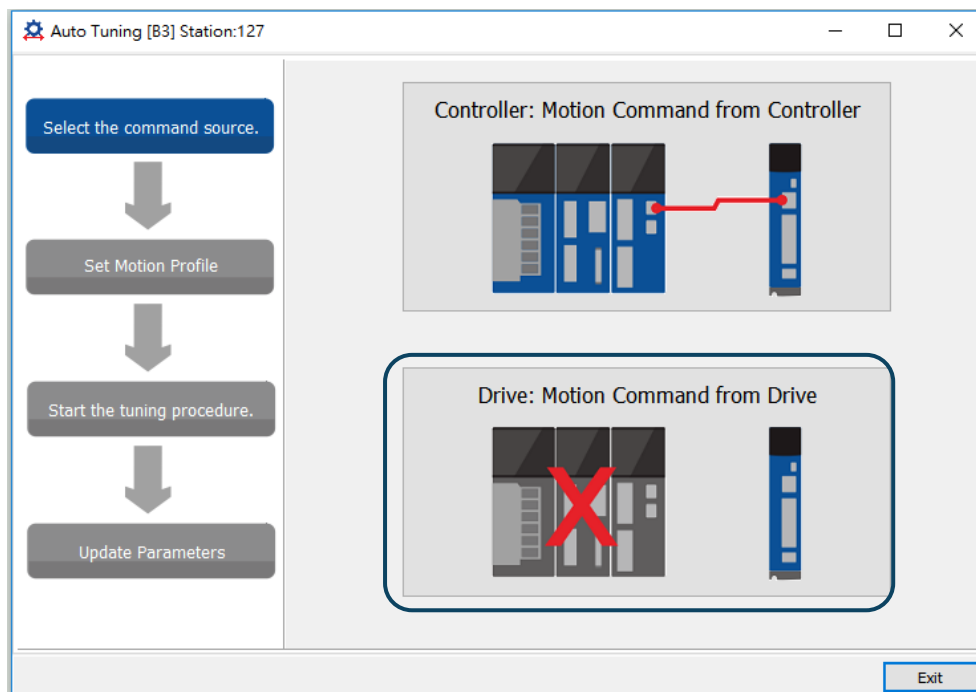 Auto Tuning [B3] Station:127
Select the command source.
Set Motion Profile
Start the tuning procedure.
Update Parameters
Controller: Motion Command from Controller
Drive: Motion Command from Drive
Exit